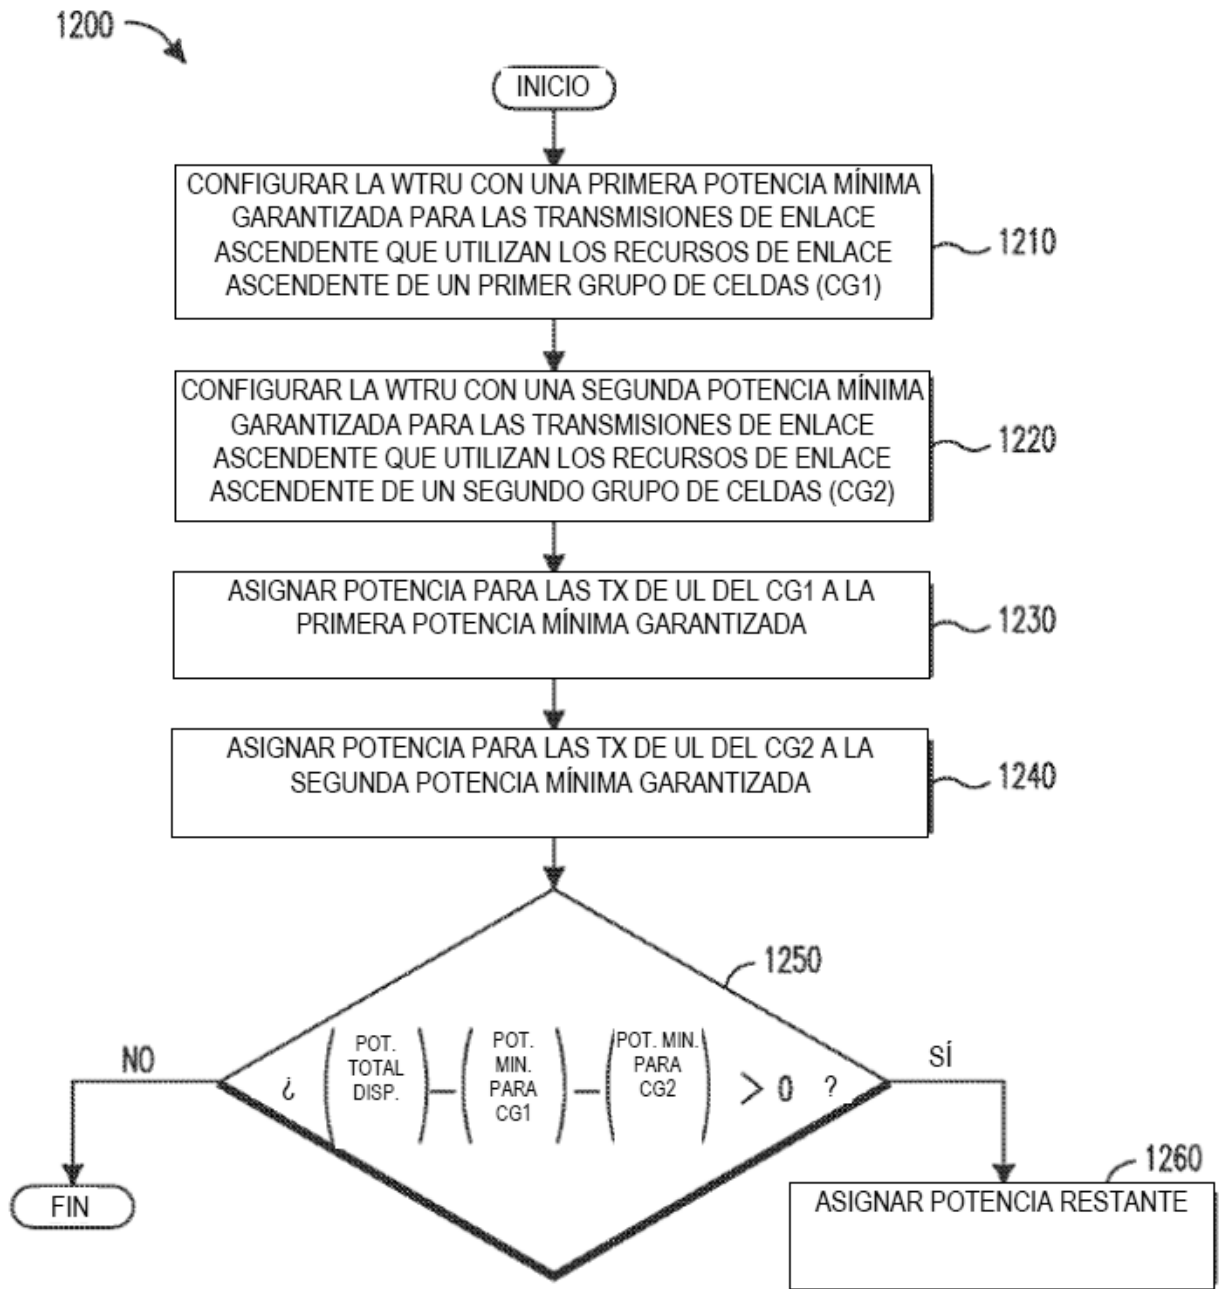 1200
INICIO
CONFIGURAR LA WTRU CON UNA PRIMERA POTENCIA MÍNIMA
GARANTIZADA PARA LAS TRANSMISIONES DE ENLACE
ASCENDENTE QUE UTILIZAN LOS RECURSOS DE ENLACE
ASCENDENTE DE UN PRIMER GRUPO DE CELDAS (CG1)
1210
CONFIGURAR LA WTRU CON UNA SEGUNDA POTENCIA MÍNIMA
GARANTIZADA PARA LAS TRANSMISIONES DE ENLACE
ASCENDENTE QUE UTILIZAN LOS RECURSOS DE ENLACE
ASCENDENTE DE UN SEGUNDO GRUPO DE CELDAS (CG2)
1220
ASIGNAR POTENCIA PARA LAS TX DE UL DEL CG1 A LA
PRIMERA POTENCIA MÍNIMA GARANTIZADA
1230
ASIGNAR POTENCIA PARA LAS TX DE UL DEL CG2 A LA
SEGUNDA POTENCIA MÍNIMA GARANTIZADA
1240
1250
NO
¿ (POT.
TOTAL
DISP.) – (POT.
MIN.
PARA
CG1) – (POT. MIN.
PARA
CG2) > 0 ?
SÍ
FIN
1260
ASIGNAR POTENCIA RESTANTE